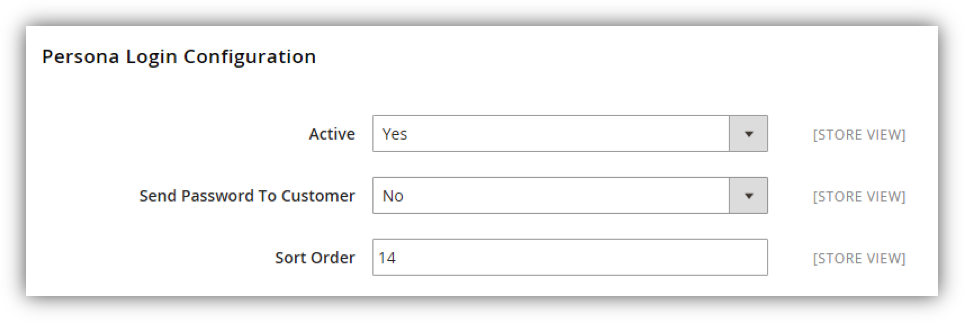 Persona Login Configuration
Active Yes [STORE VIEW]
Send Password To Customer No [STORE VIEW]
Sort Order 14 [STORE VIEW]